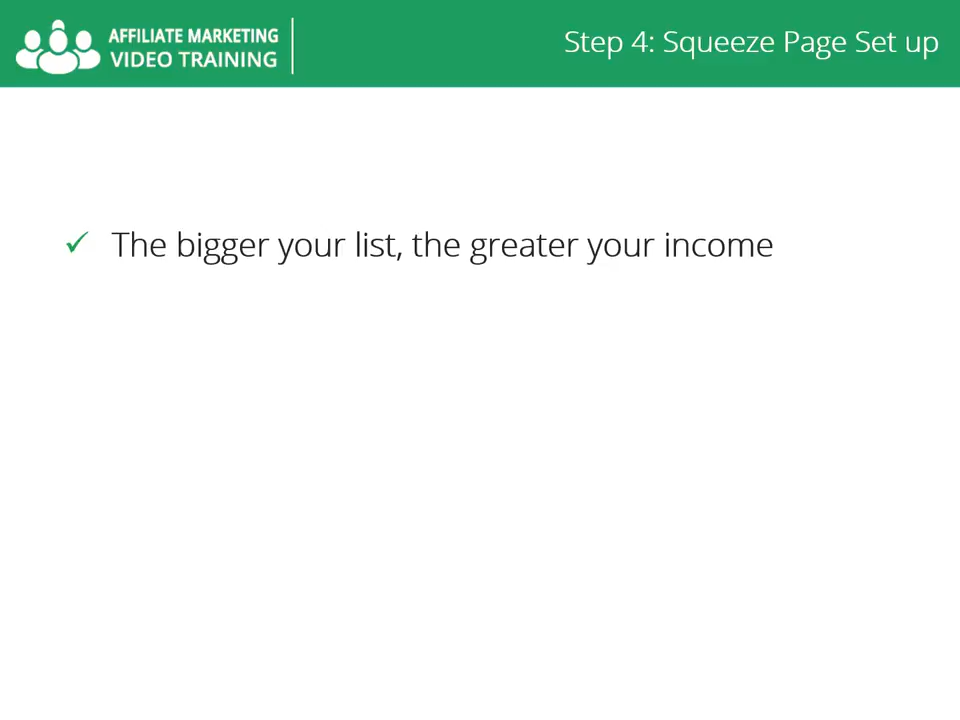 AFFILIATE MARKETING
VIDEO TRAINING
Step 4: Squeeze Page Set up
✓ The bigger your list, the greater your income